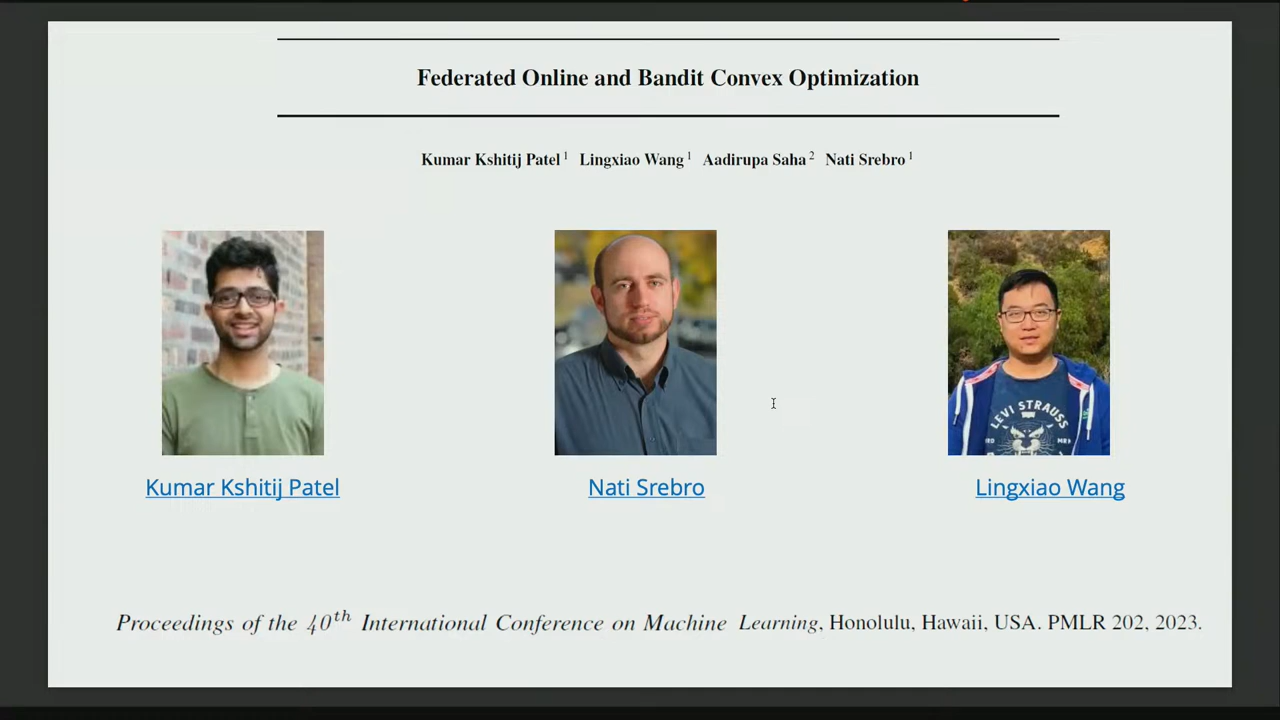 Federated Online and Bandit Convex Optimization
Kumar Kshitij Patel 1 Lingxiao Wang 1 Aadirupa Saha 2 Nati Srebro 1
LEVI STRAUSS
Kumar Kshitij Patel Nati Srebro Lingxiao Wang
Proceedings of the 40th International Conference on Machine Learning, Honolulu, Hawaii, USA. PMLR 202, 2023.